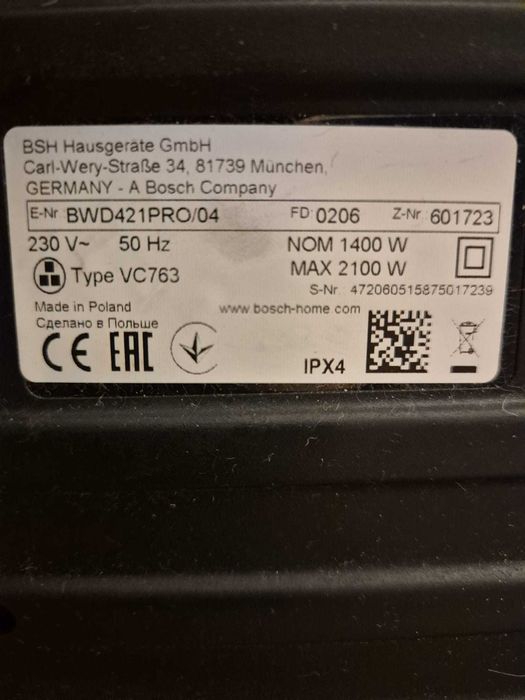 BSH Hausgeräte GmbH
Carl-Wery-Straße 34, 81739 München,
GERMANY - A Bosch Company
E-Nr BWD421PRO/04 FD 0206 Z-Nr 601723
230 V~ 50 Hz NOM 1400 W
Type VC763 MAX 2100 W
S-Nr 472060515875017239
Made in Poland www.bosch-home.com
Сделано в Польше
CE EAC
IPX4